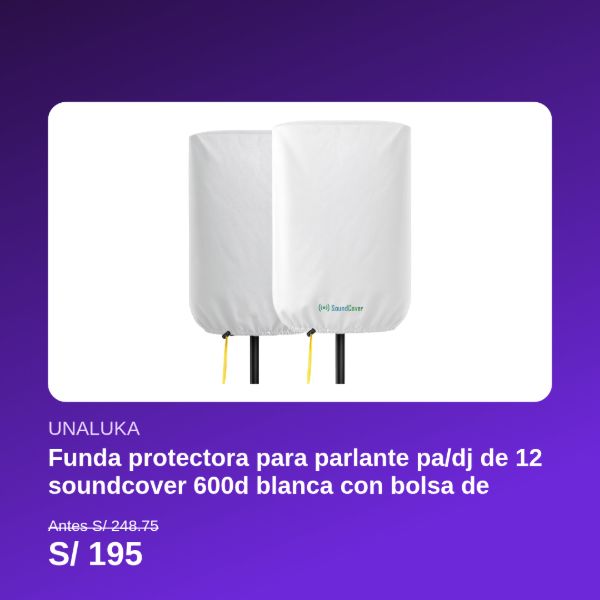 SoundCover
UNALUKA
Funda protectora para parlante pa/dj de 12
soundcover 600d blanca con bolsa de
Antes S/ 248.75
S/ 195